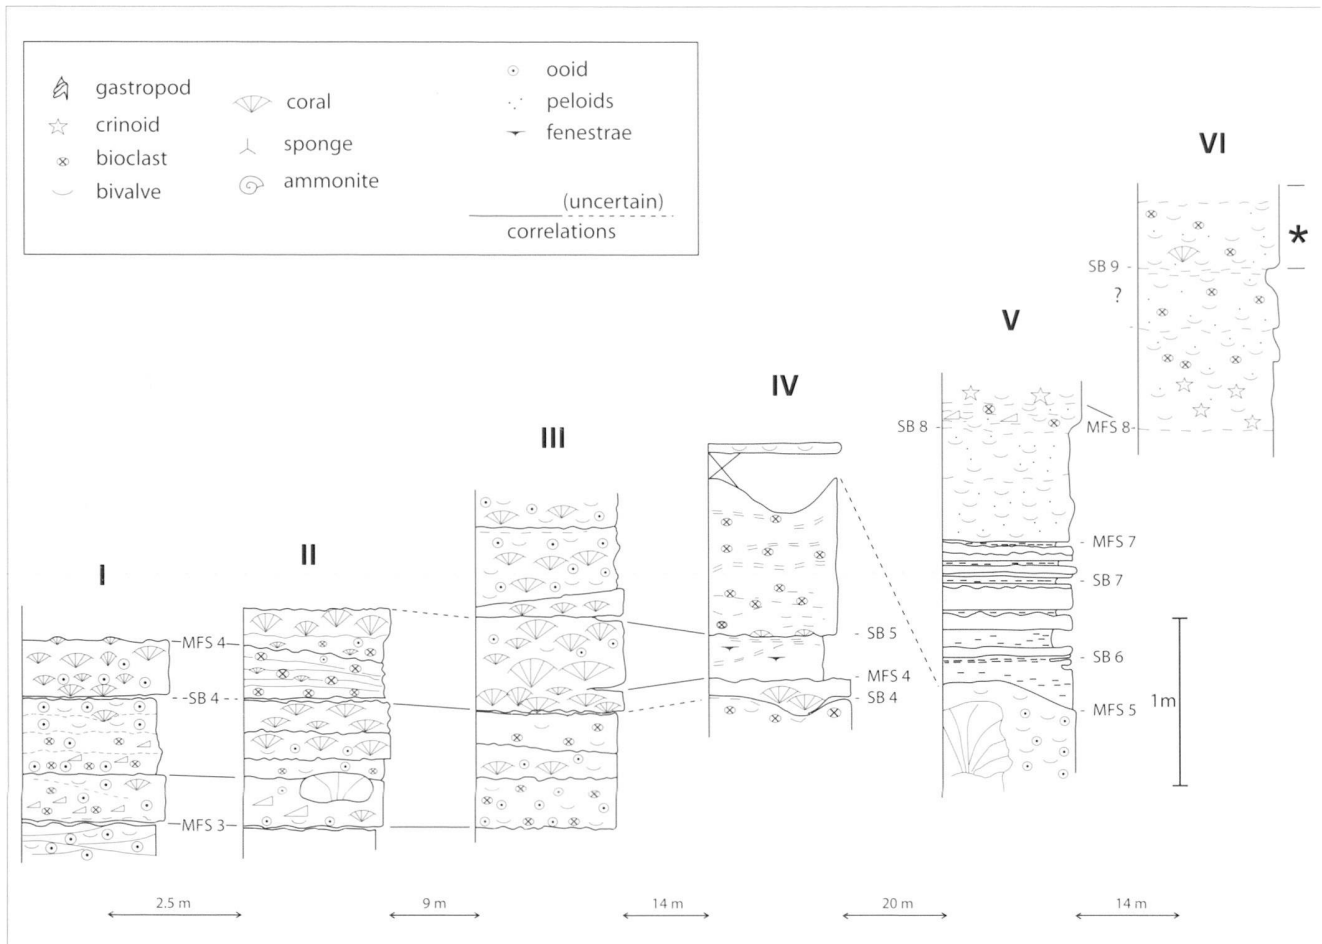 gastropod
crinoid
bioclast
bivalve
coral
sponge
ammonite
ooid
peloids
fenestrae
(uncertain)
correlations
I
II
III
IV
V
VI
*
SB 9
?
SB 8
MFS 8
MFS 7
SB 7
SB 6
MFS 5
SB 5
MFS 4
SB 4
MFS 4
SB 4
MFS 3
1m
2.5 m
9 m
14 m
20 m
14 m